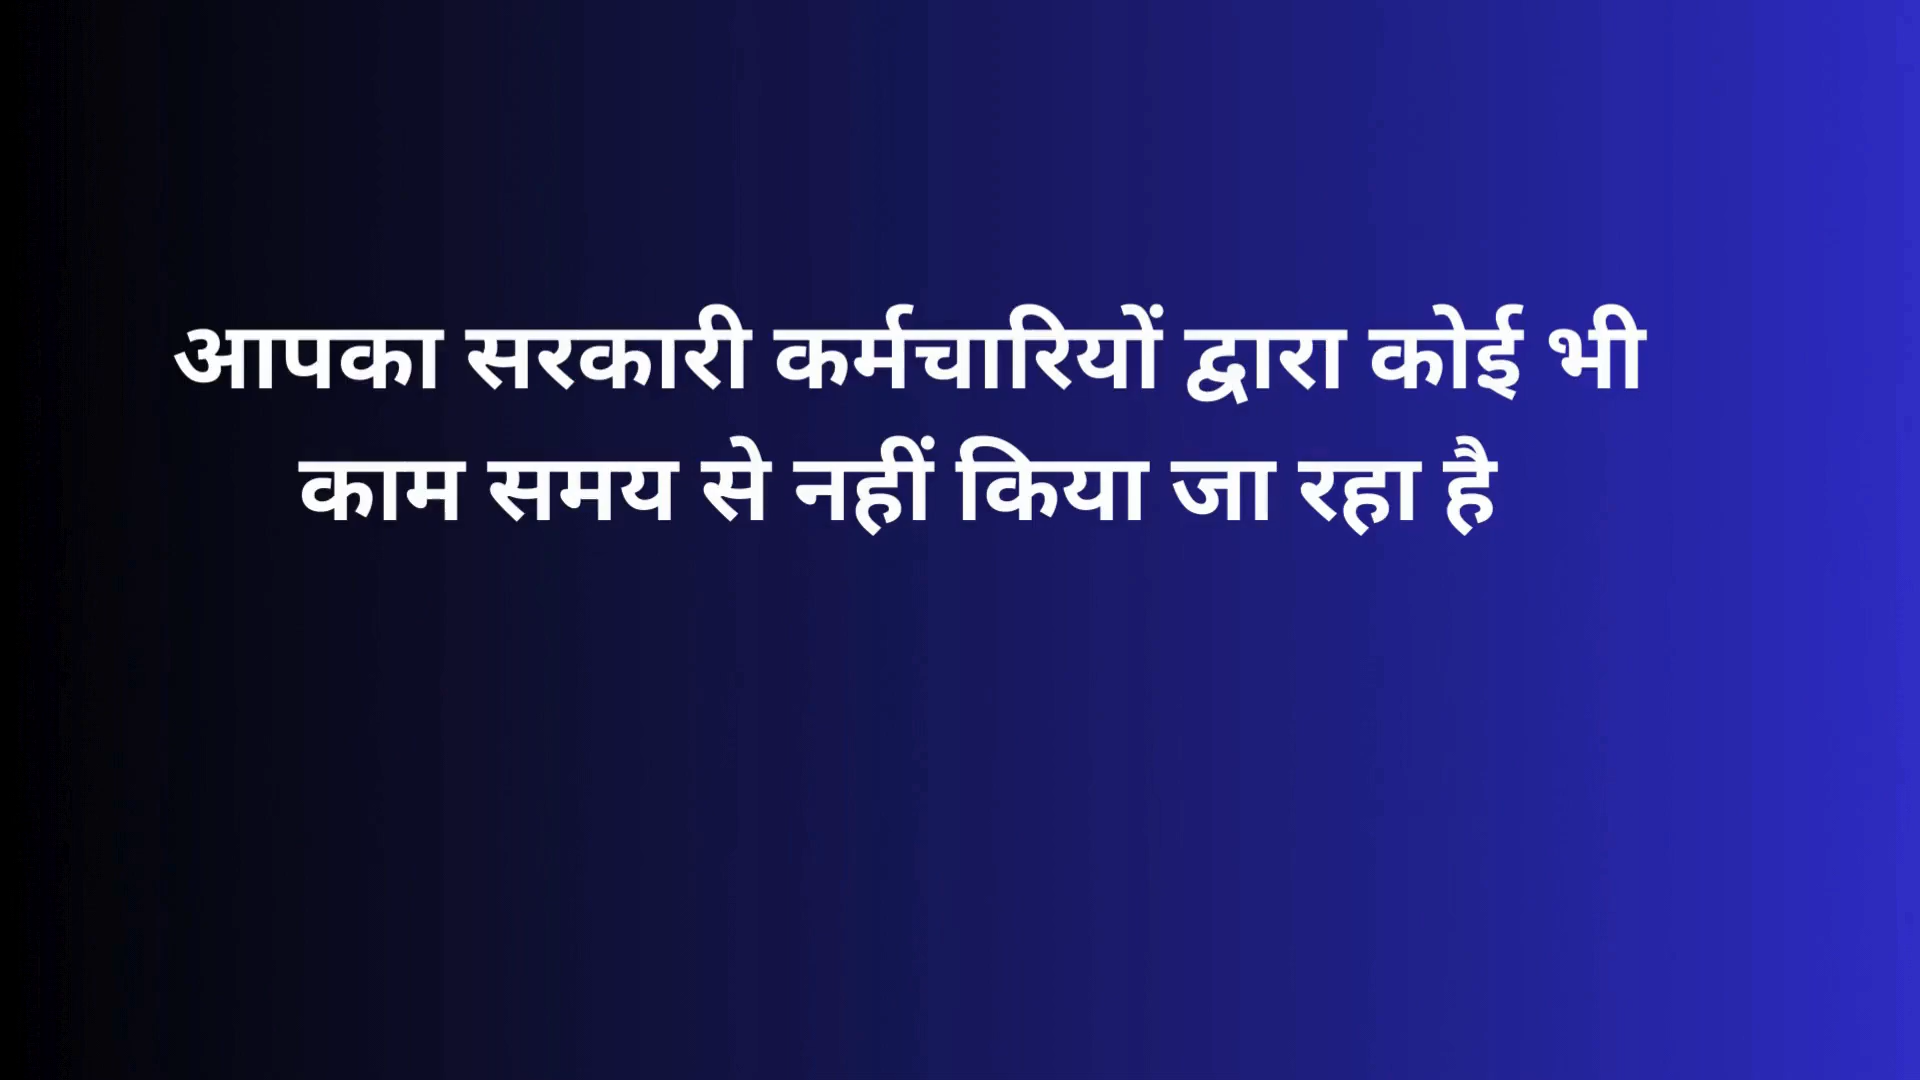 आपका सरकारी कर्मचारियों द्वारा कोई भी
काम समय से नहीं किया जा रहा है